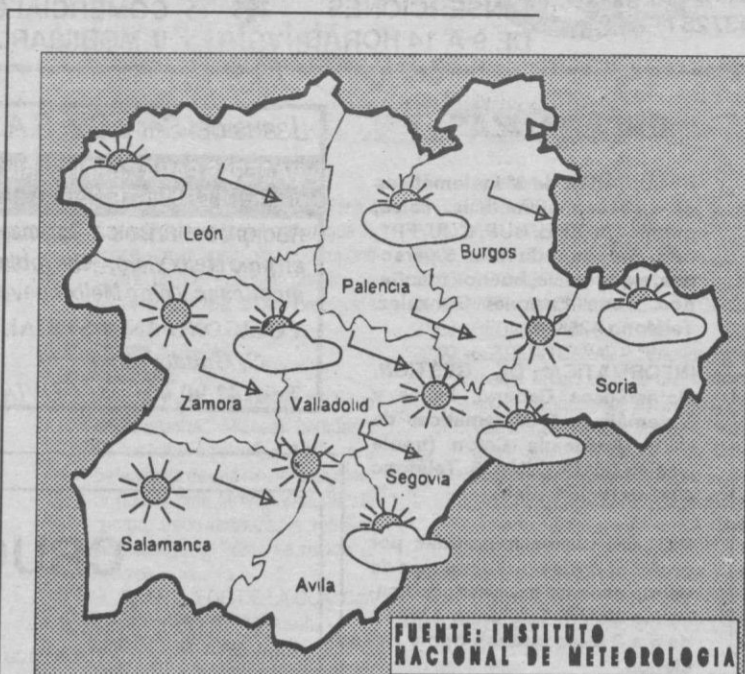 León
Burgos
Palencia
Zamora
Valladolid
Soria
Segovia
Salamanca
Avila
FUENTE: INSTITUTO
NACIONAL DE METEOROLOGIA